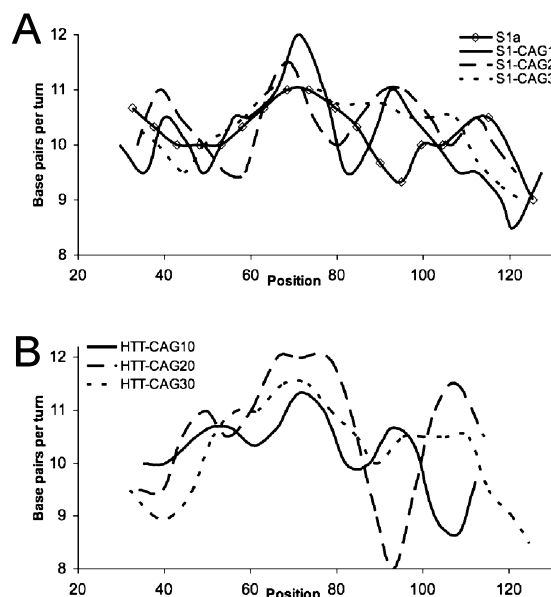 A
S1a
S1-CAG1
S1-CAG2
S1-CAG3
Base pairs per turn
12
11
10
9
8
20 40 60 80 100 120
Position
B
HTT-CAG10
HTT-CAG20
HTT-CAG30
Base pairs per turn
12
11
10
9
8
20 40 60 80 100 120
Position